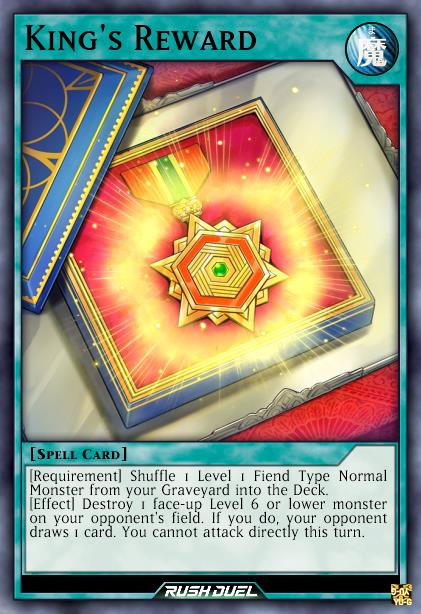 King's Reward
ま
魔
[Spell Card]
[Requirement] Shuffle 1 Level 1 Fiend Type Normal
Monster from your Graveyard into the Deck.
[Effect] Destroy 1 face-up Level 6 or lower monster
on your opponent's field. If you do, your opponent
draws 1 card. You cannot attack directly this turn.
RUSH DUEL